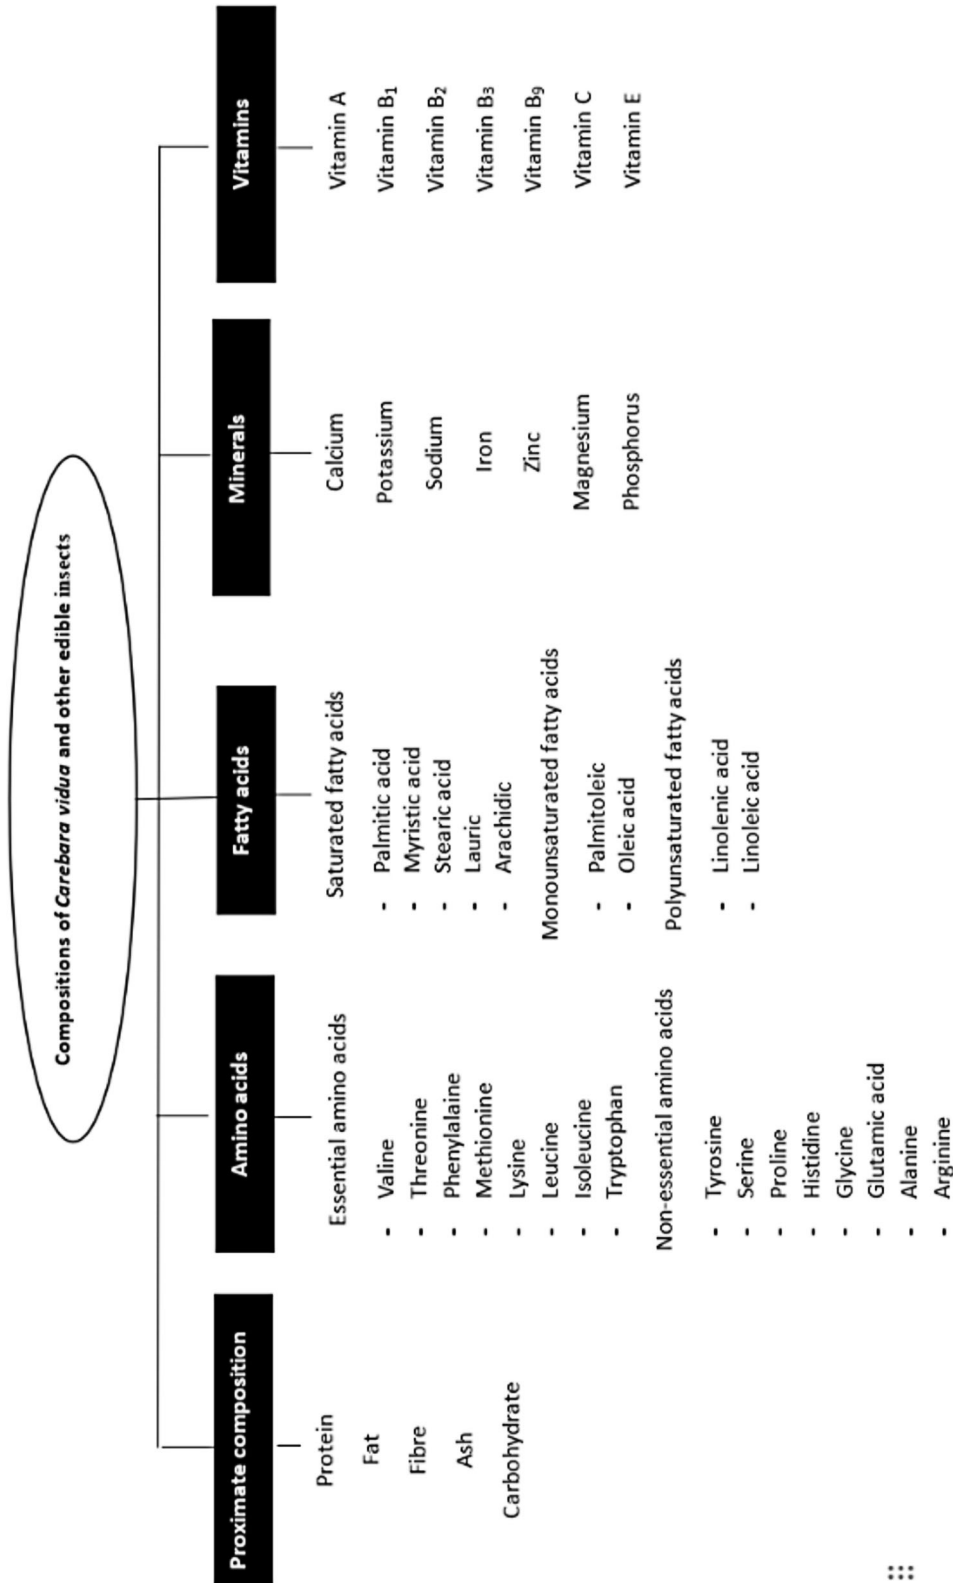 Compositions of Carebara vidua and other edible insects
Proximate composition
Protein
Fat
Fibre
Ash
Carbohydrate
Amino acids
Essential amino acids
- Valine
- Threonine
- Phenylalaine
- Methionine
- Lysine
- Leucine
- Isoleucine
- Tryptophan
Non-essential amino acids
- Tyrosine
- Serine
- Proline
- Histidine
- Glycine
- Glutamic acid
- Alanine
- Arginine
Fatty acids
Saturated fatty acids
- Palmitic acid
- Myristic acid
- Stearic acid
- Lauric
- Arachidic
Monounsaturated fatty acids
- Palmitoleic
- Oleic acid
Polyunsaturated fatty acids
- Linolenic acid
- Linoleic acid
Minerals
Calcium
Potassium
Sodium
Iron
Zinc
Magnesium
Phosphorus
Vitamins
Vitamin A
Vitamin B₁
Vitamin B₂
Vitamin B₃
Vitamin B₉
Vitamin C
Vitamin E